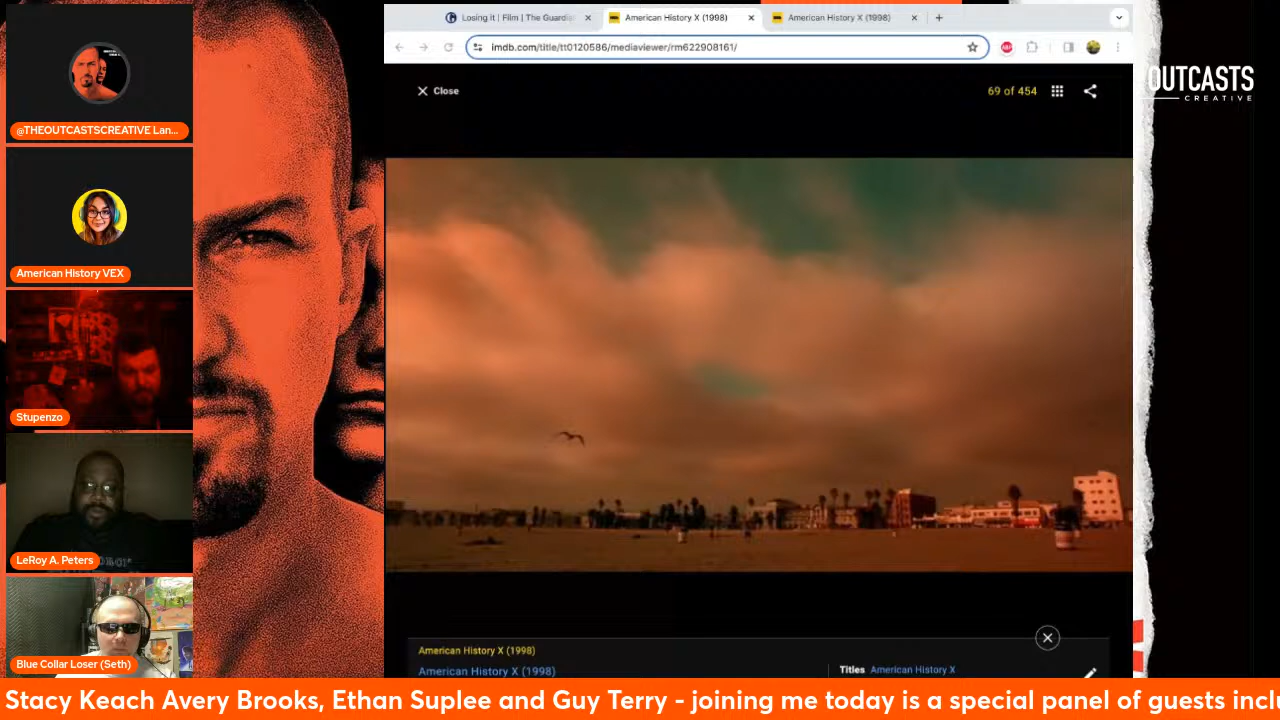 Losing it | Film | The Guardi
American History X (1998)
American History X (1998)
imdb.com/title/tt0120586/mediaviewer/rm622908161/
Close
69 of 454
OUTCASTS
CREATIVE
@THEOUTCASTSCREATIVE Lan...
American History VEX
Stupenzo
LeRoy A. Peters
Blue Collar Loser (Seth)
American History X (1998)
American History X (1998)
Titles American History X
Stacy Keach Avery Brooks, Ethan Suplee and Guy Terry - joining me today is a special panel of guests inclu